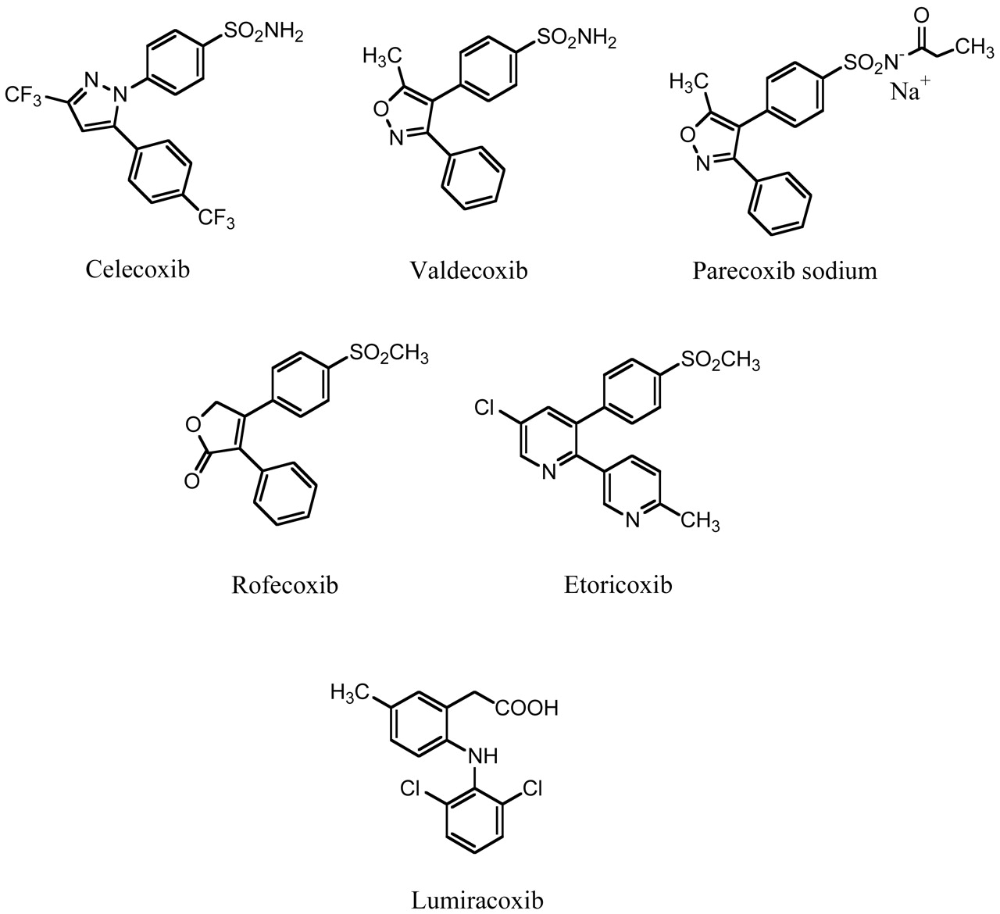 SO₂NH₂
N
N
CF₃
CF₃
Celecoxib
SO₂NH₂
H₃C
O
N
Valdecoxib
O
CH₃
SO₂N⁻
Na⁺
H₃C
O
N
Parecoxib sodium
SO₂CH₃
O
O
Rofecoxib
SO₂CH₃
Cl
N
N
CH₃
Etoricoxib
H₃C
COOH
NH
Cl
Cl
Lumiracoxib